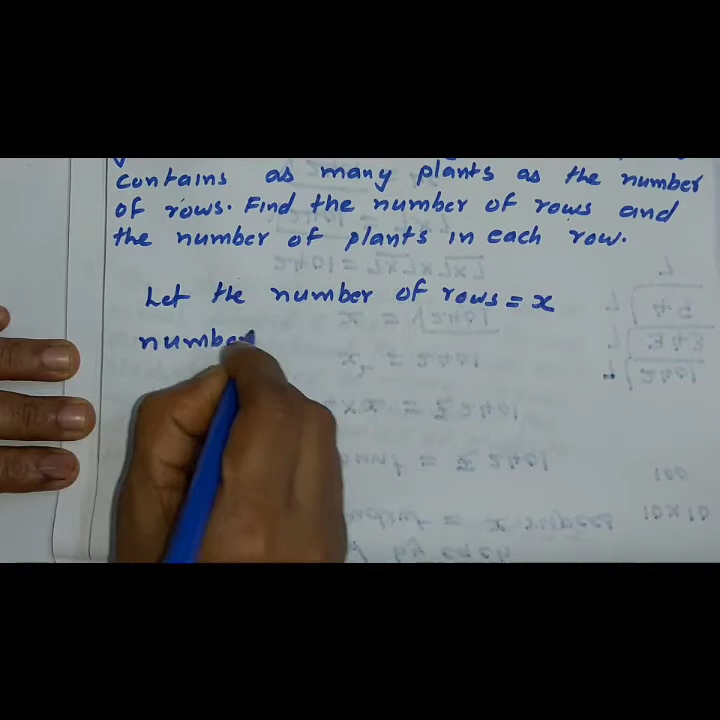 contains as many plants as the number
of rows. Find the number of rows and
the number of plants in each row.
Let the number of rows = x
number